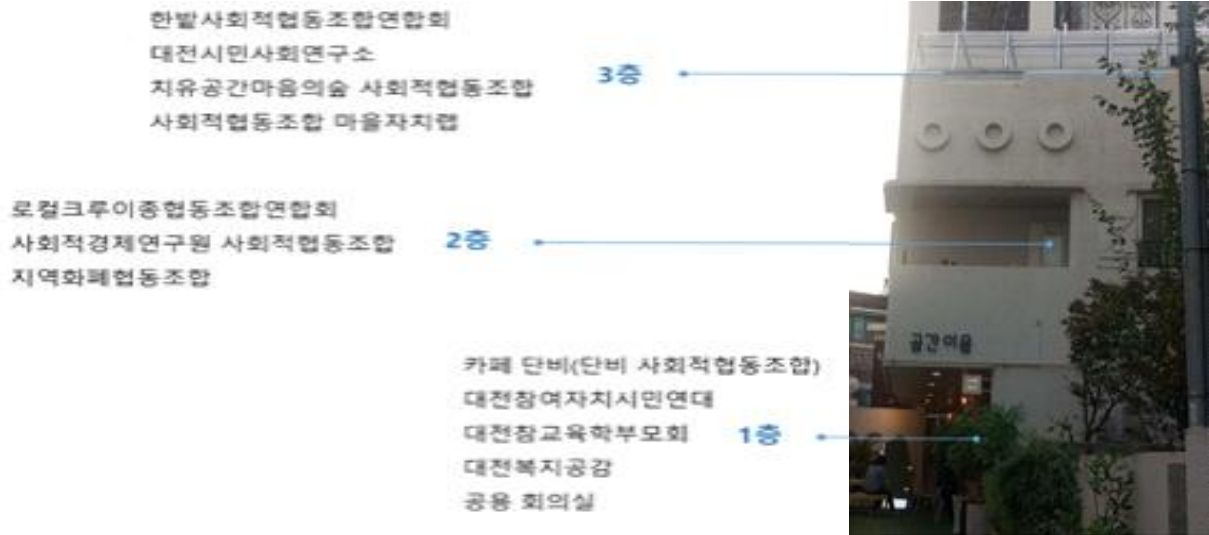 한밭사회적협동조합연합회
대전시민사회연구소
치유공간마음의숲 사회적협동조합
사회적협동조합 마을자치랩
3층
로컬크루이종협동조합연합회
사회적경제연구원 사회적협동조합
지역화폐협동조합
2층
카페 단비(단비 사회적협동조합)
대전참여자치시민연대
대전참교육학부모회
대전복지공감
공용 회의실
1층
공간이음